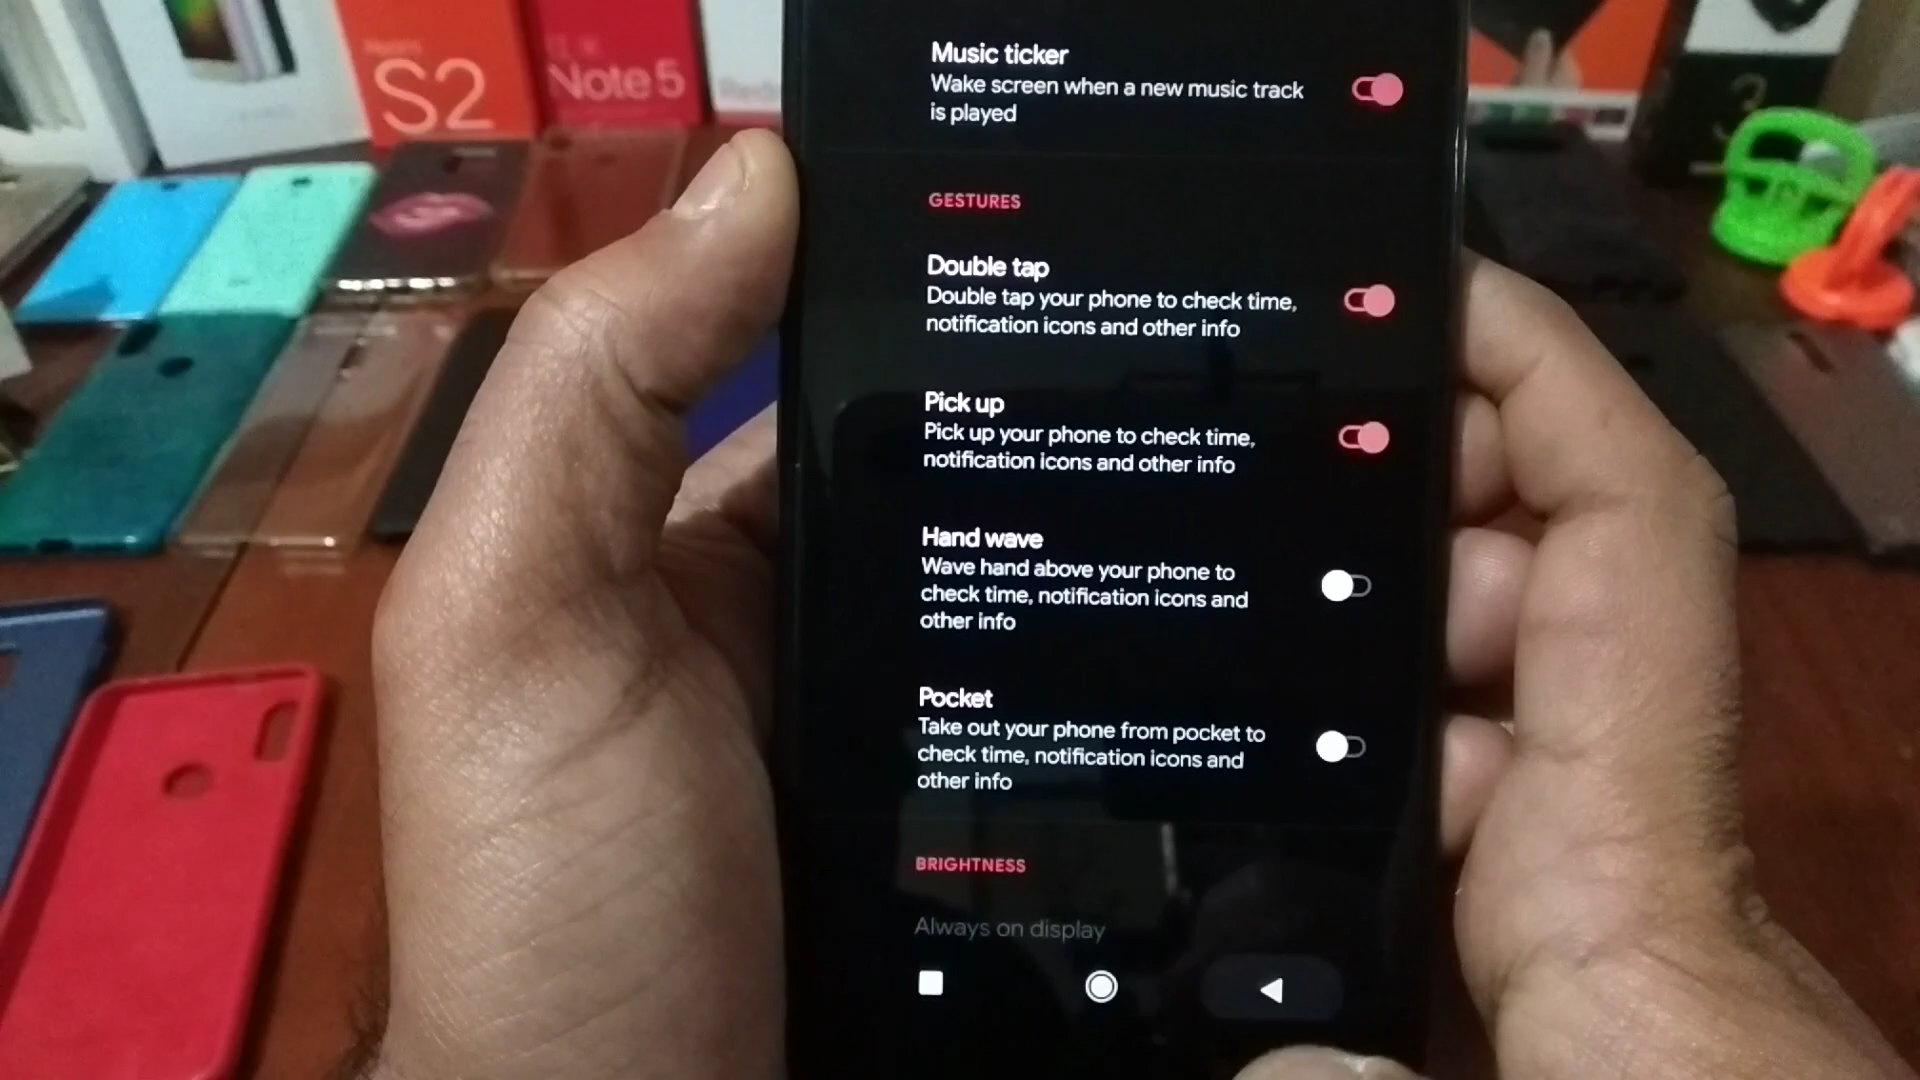 S2
Note 5
3
Music ticker
Wake screen when a new music track
is played
GESTURES
Double tap
Double tap your phone to check time,
notification icons and other info
Pick up
Pick up your phone to check time,
notification icons and other info
Hand wave
Wave hand above your phone to
check time, notification icons and
other info
Pocket
Take out your phone from pocket to
check time, notification icons and
other info
BRIGHTNESS
Always on display